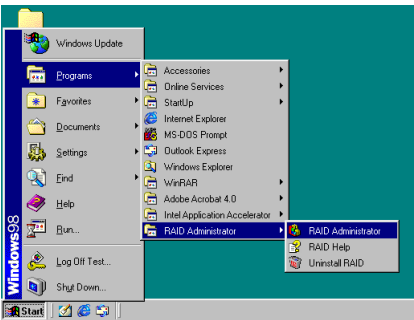 Windows Update
Programs
Favorites
Documents
Settings
Find
Help
Run...
Log Off Test...
Shut Down...
Windows98
Accessories
Online Services
StartUp
Internet Explorer
MS-DOS Prompt
Outlook Express
Windows Explorer
WinRAR
Adobe Acrobat 4.0
Intel Application Accelerator
RAID Administrator
RAID Administrator
RAID Help
Uninstall RAID
Start